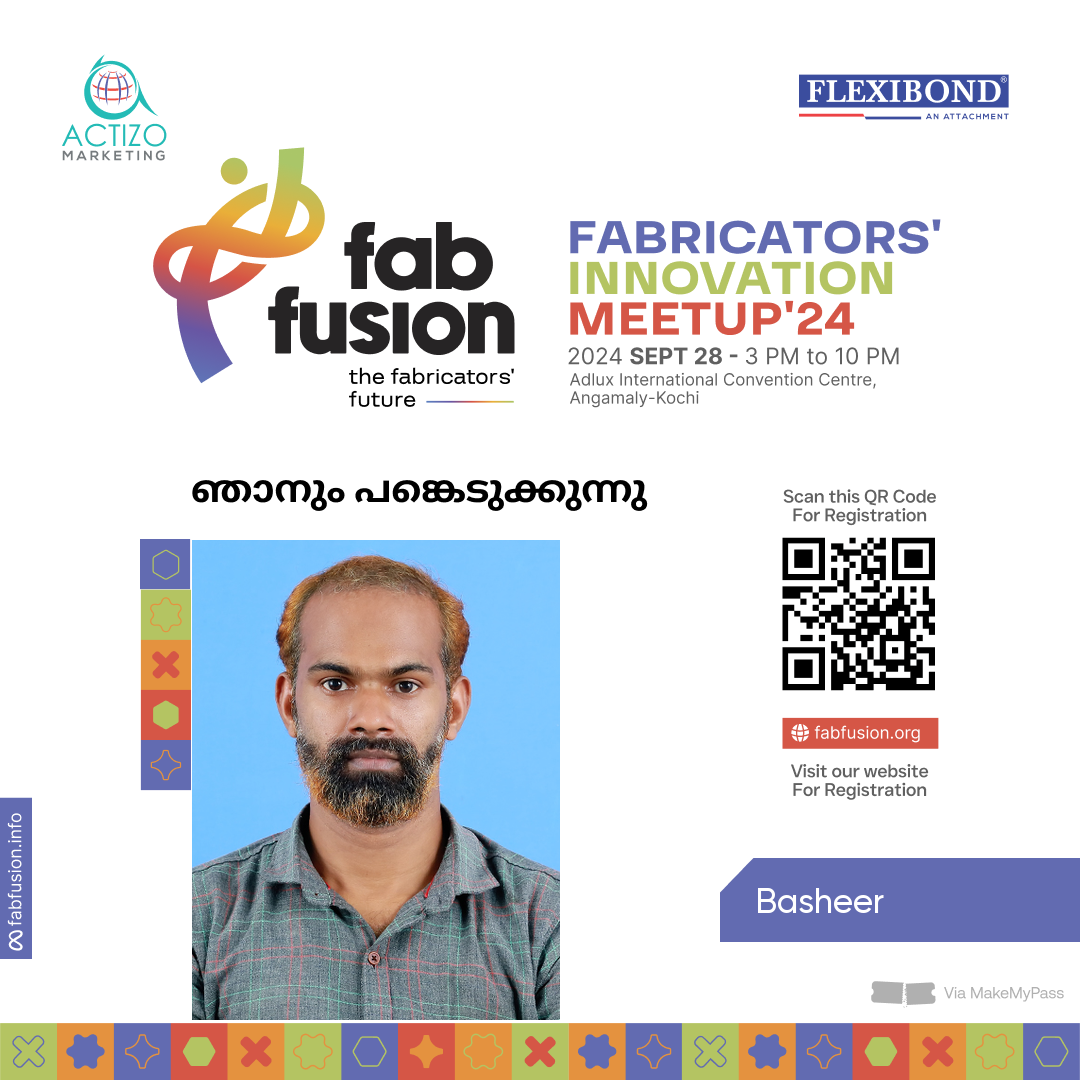 ACTIZO
MARKETING
FLEXIBOND®
AN ATTACHMENT
fab
fusion
the fabricators'
future
FABRICATORS'
INNOVATION
MEETUP'24
2024 SEPT 28 - 3 PM to 10 PM
Adlux International Convention Centre,
Angamaly-Kochi
ഞാനും പങ്കെടുക്കുന്നു
Scan this QR Code
For Registration
fabfusion.org
Visit our website
For Registration
fabfusion.info
Basheer
Via MakeMyPass